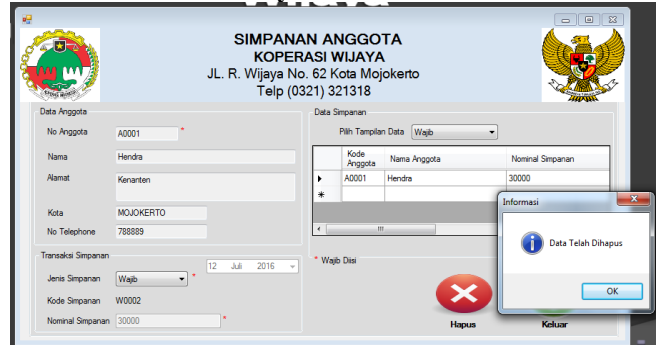 Wijaya
SIMPANAN ANGGOTA
KOPERASI WIJAYA
JL. R. Wijaya No. 62 Kota Mojokerto
Telp (0321) 321318
Data Anggota
No Anggota A0001 *
Nama Hendra
Alamat Kenanten
Kota MOJOKERTO
No Telephone 788889
Data Simpanan
Pilih Tampilan Data Wajib
Kode Anggota Nama Anggota Nominal Simpanan
A0001 Hendra 30000
Transaksi Simpanan
12 Juli 2016
Jenis Simpanan Wajib *
Kode Simpanan W0002
Nominal Simpanan 30000 *
* Wajib Diisi
Hapus
Keluar
Informasi
Data Telah Dihapus
OK